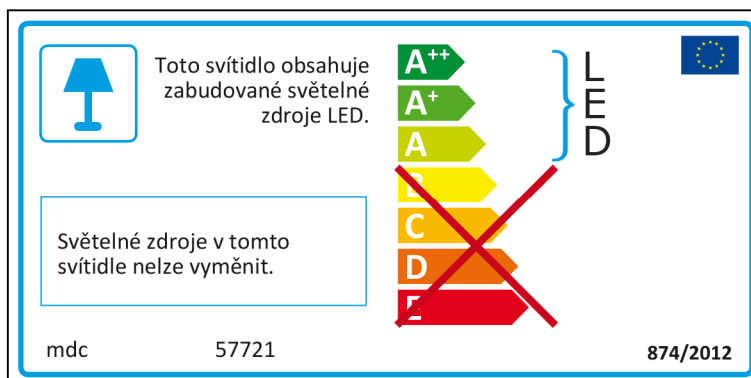 Toto svítidlo obsahuje
zabudované světelné
zdroje LED.
A++
A+
A
B
C
D
E
L
E
D
Světelné zdroje v tomto
svítidle nelze vyměnit.
mdc 57721
874/2012